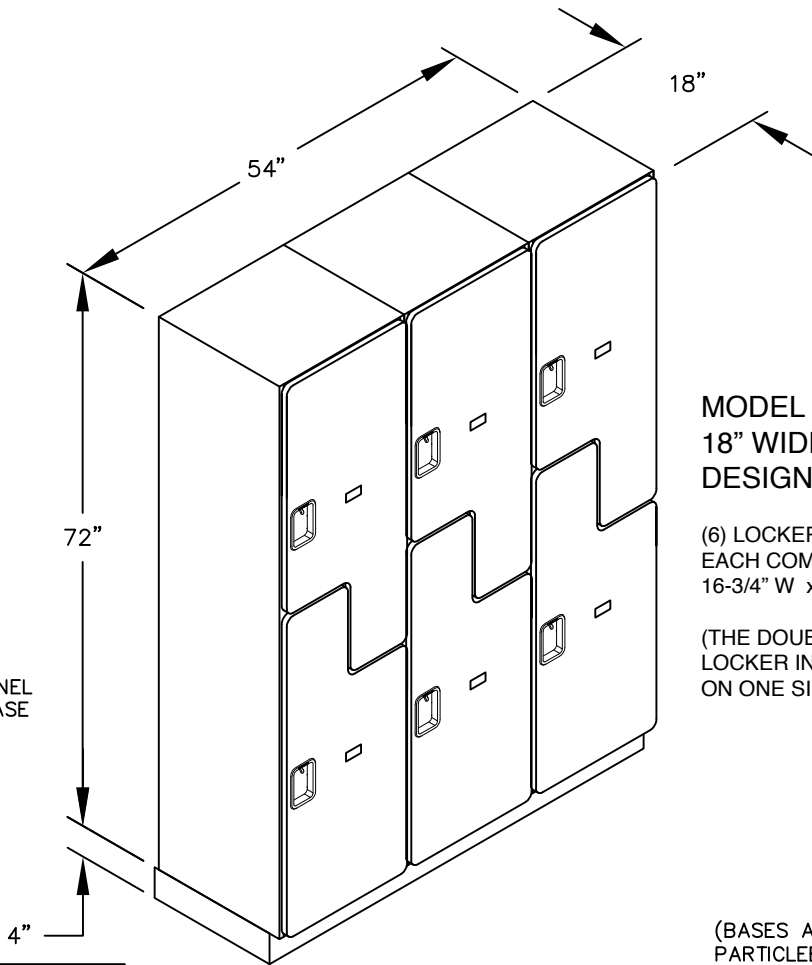 18”
54”
72”
4”
MODEL
18” WIDE
DESIGN
(6) LOCKER
EACH COM
16-3/4” W x
(THE DOUB
LOCKER IN
ON ONE SI
NEL
ASE
(BASES A
PARTICLE